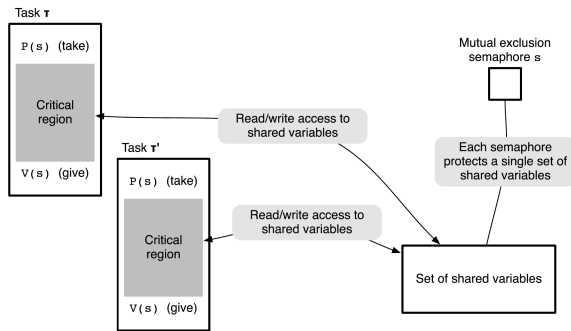 Task τ
P(s) (take)
Critical
region
V(s) (give)
Task τ'
P(s) (take)
Critical
region
V(s) (give)
Read/write access to
shared variables
Read/write access to
shared variables
Mutual exclusion
semaphore s
Each semaphore
protects a single set of
shared variables
Set of shared variables